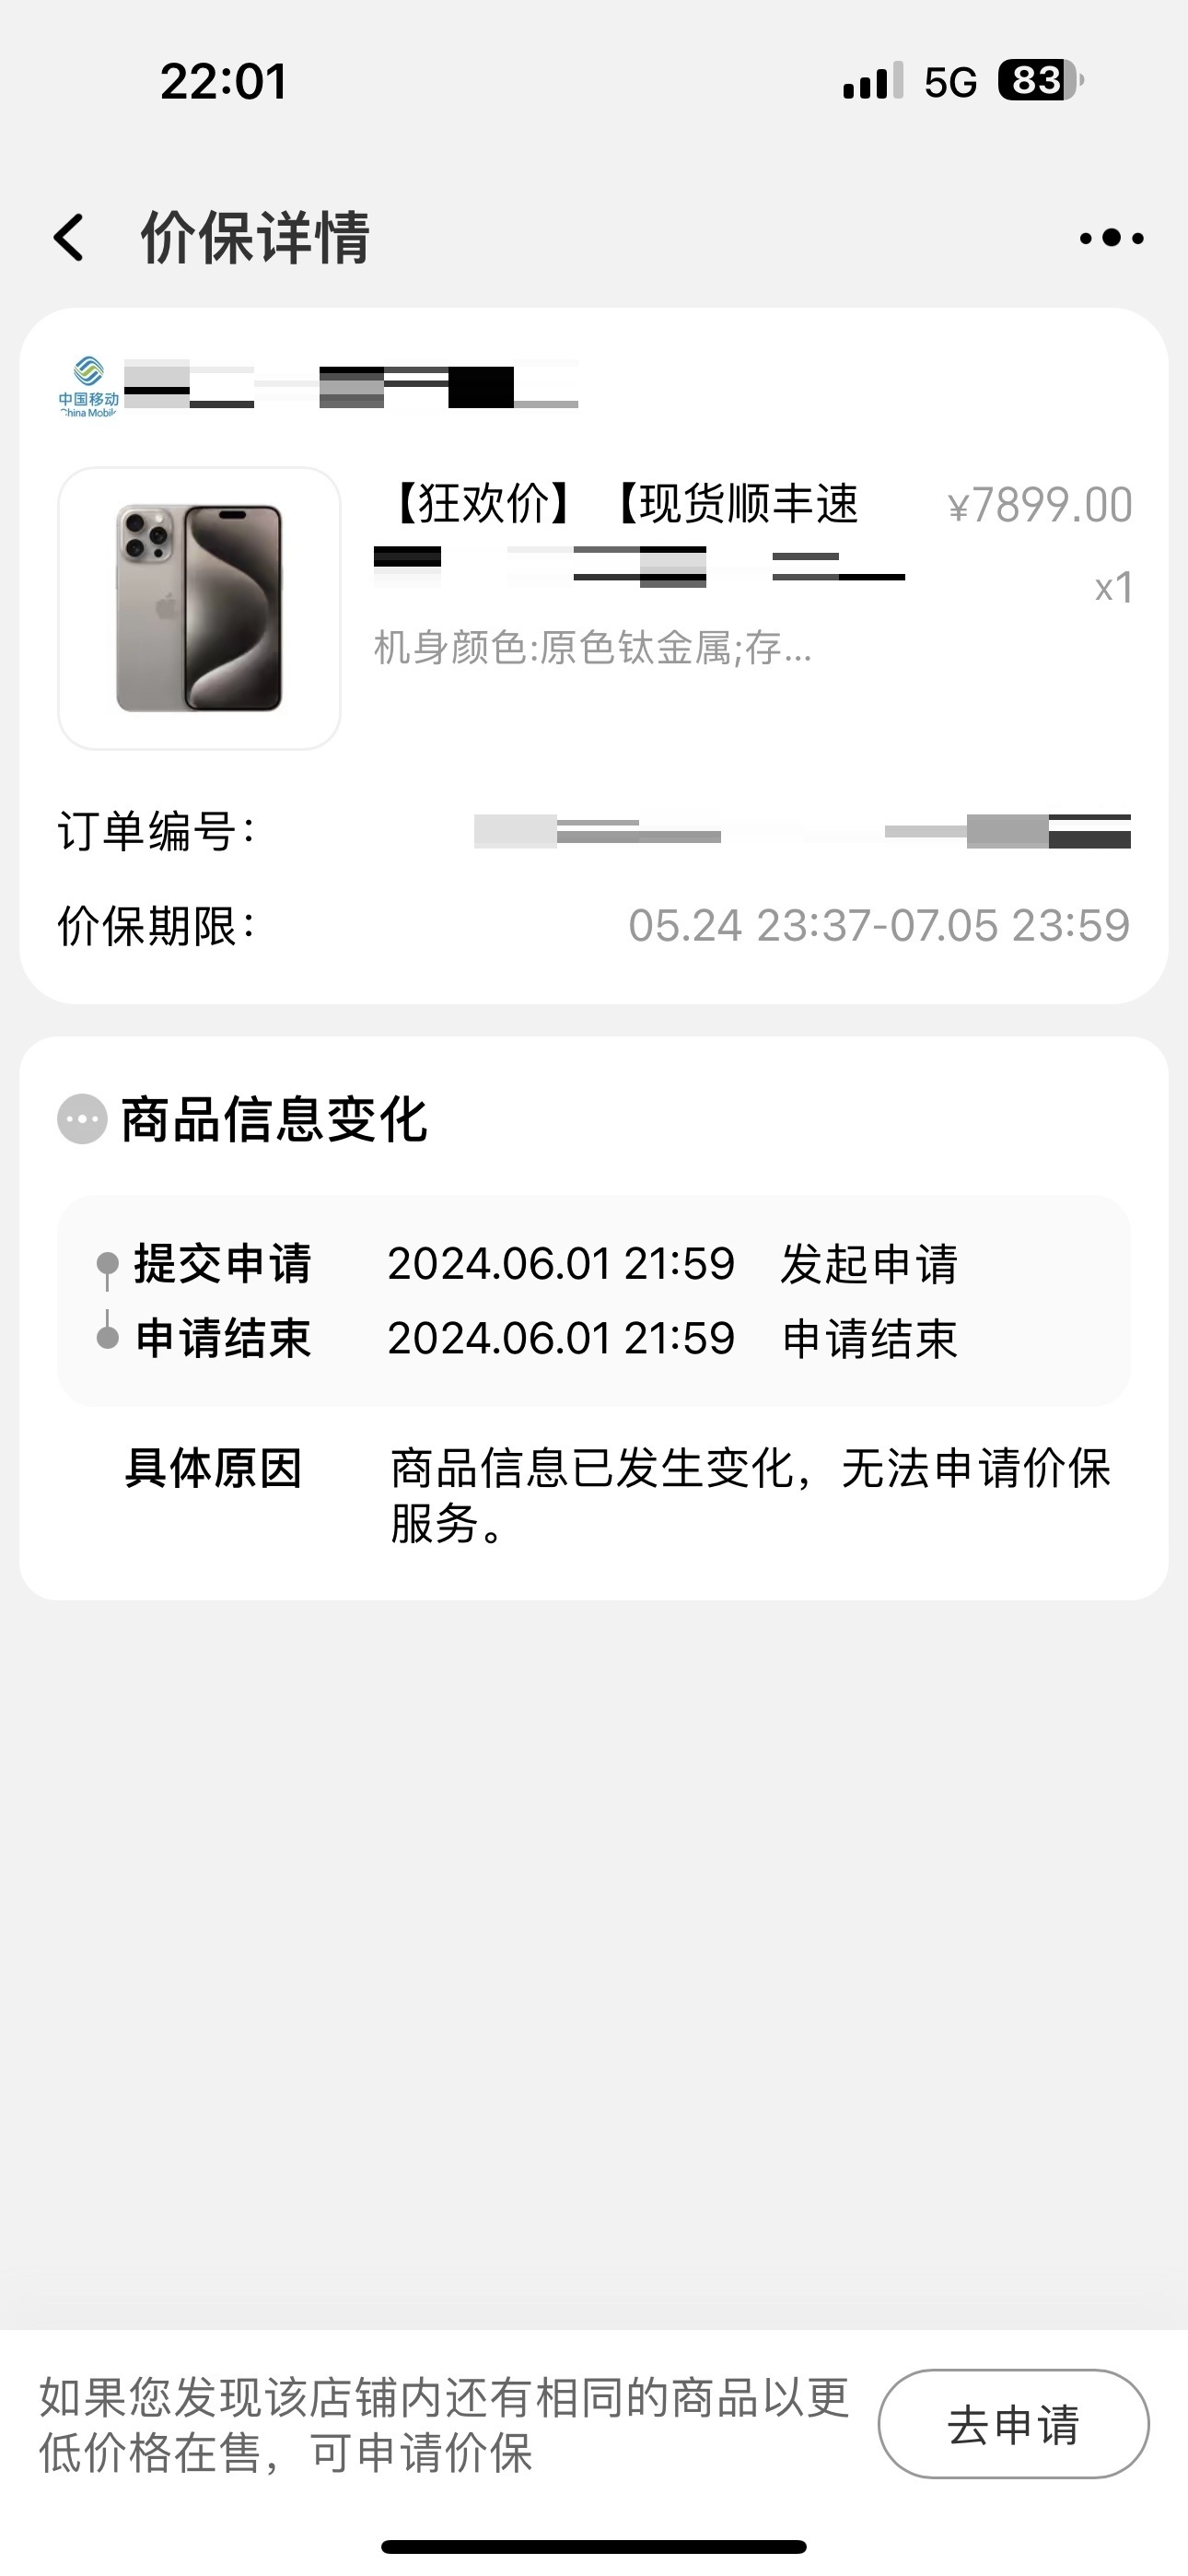 22:01
5G 83
价保详情
中国移动
China Mobile
【狂欢价】【现货顺丰速
¥7899.00
x1
机身颜色:原色钛金属;存...
订单编号：
价保期限：
05.24 23:37-07.05 23:59
商品信息变化
提交申请 2024.06.01 21:59 发起申请
申请结束 2024.06.01 21:59 申请结束
具体原因 商品信息已发生变化，无法申请价保
服务。
如果您发现该店铺内还有相同的商品以更
低价格在售，可申请价保
去申请